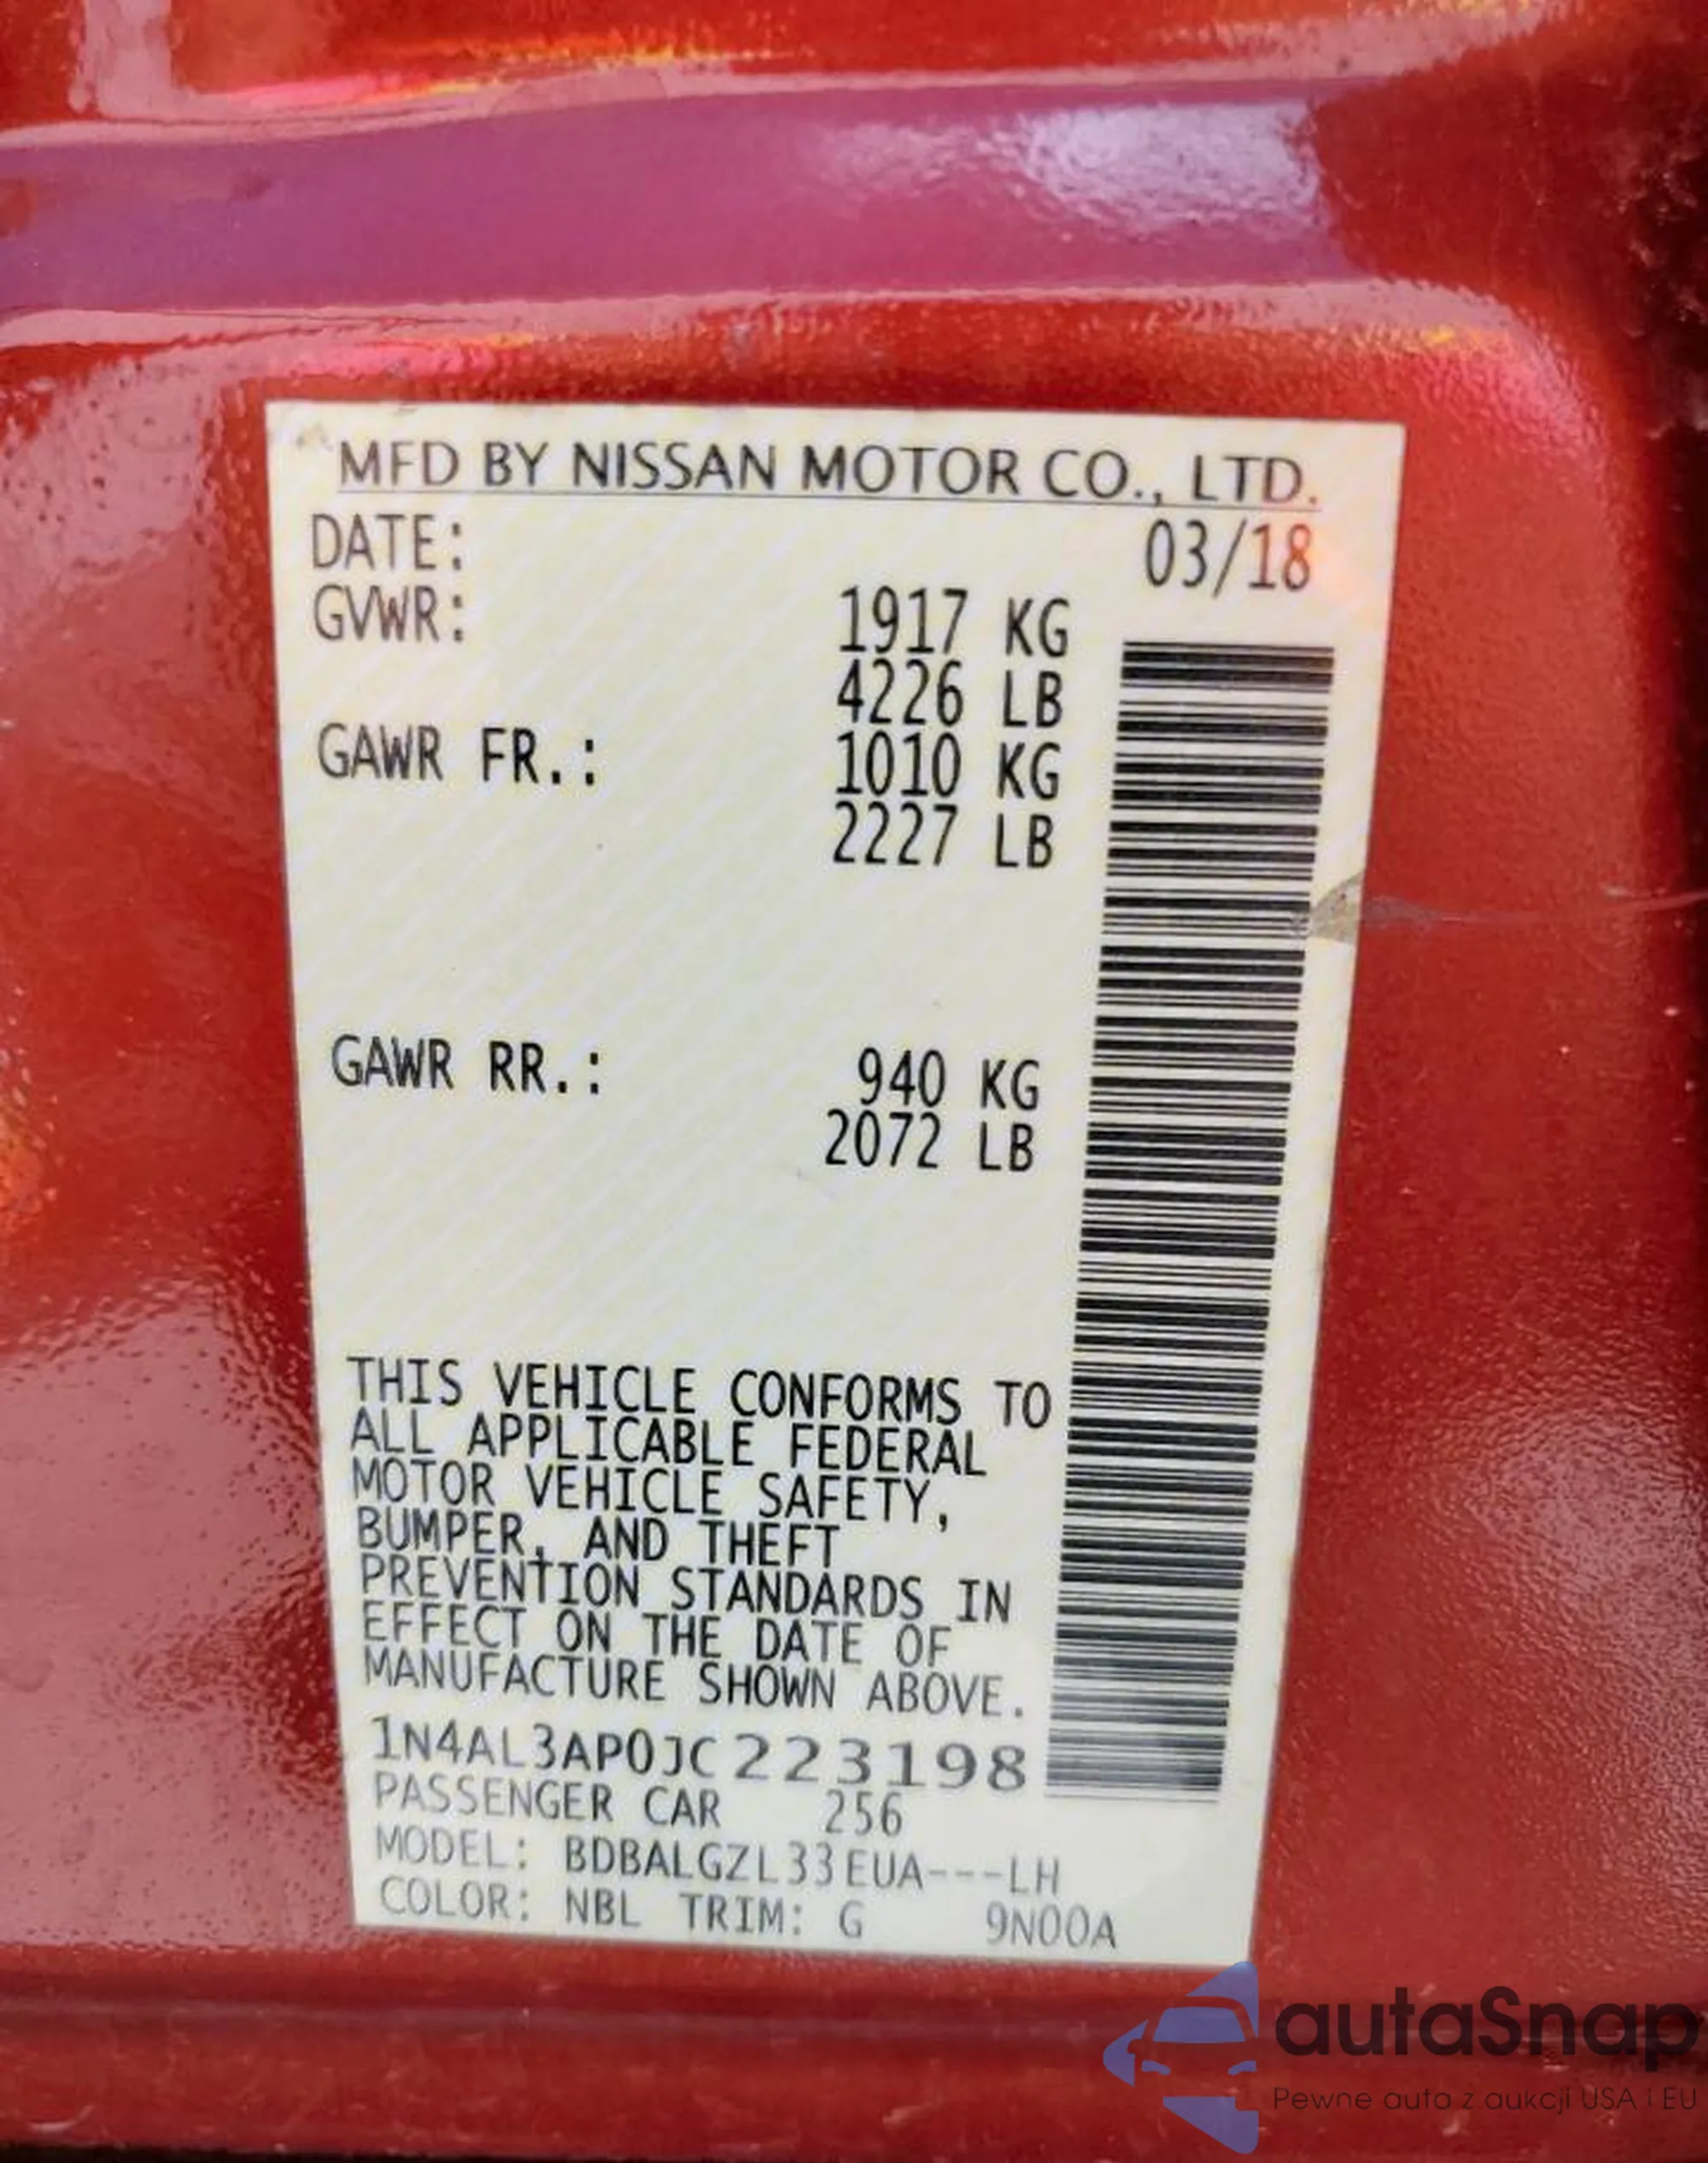 MFD BY NISSAN MOTOR CO., LTD.
DATE: 03/18
GVWR: 1917 KG
4226 LB
GAWR FR.: 1010 KG
2227 LB
GAWR RR.: 940 KG
2072 LB
THIS VEHICLE CONFORMS TO
ALL APPLICABLE FEDERAL
MOTOR VEHICLE SAFETY,
BUMPER, AND THEFT
PREVENTION STANDARDS IN
EFFECT ON THE DATE OF
MANUFACTURE SHOWN ABOVE.
1N4AL3AP0JC223198
PASSENGER CAR 256
MODEL: BDBALGZL33EUA---LH
COLOR: NBL TRIM: G 9N00A
autaSnap
Pewne auta z aukcji USA i EU